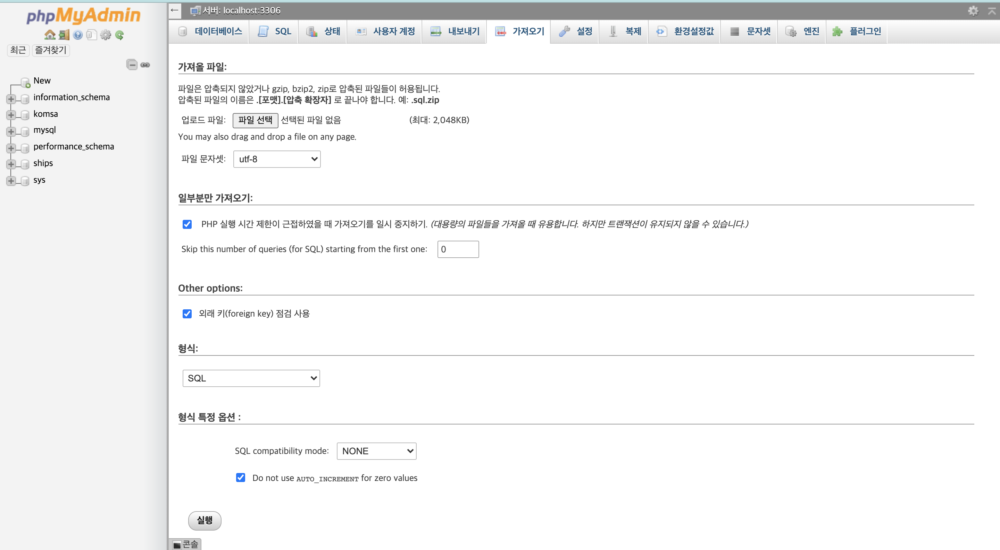 phpMyAdmin
최근 즐겨찾기
New
information_schema
komsa
mysql
performance_schema
ships
sys
← 서버: localhost:3306
데이터베이스 SQL 상태 사용자 계정 내보내기 가져오기 설정 복제 환경설정값 문자셋 엔진 플러그인
가져올 파일:
파일은 압축되지 않았거나 gzip, bzip2, zip로 압축된 파일들이 허용됩니다.
압축된 파일의 이름은 .[포맷].[압축 확장자] 로 끝나야 합니다. 예: .sql.zip
업로드 파일: 파일 선택 선택된 파일 없음 (최대: 2,048KB)
You may also drag and drop a file on any page.
파일 문자셋: utf-8
일부분만 가져오기:
PHP 실행 시간 제한이 근접하였을 때 가져오기를 일시 중지하기. (대용량의 파일들을 가져올 때 유용합니다. 하지만 트랜잭션이 유지되지 않을 수 있습니다.)
Skip this number of queries (for SQL) starting from the first one: 0
Other options:
외래 키(foreign key) 점검 사용
형식:
SQL
형식 특정 옵션 :
SQL compatibility mode: NONE
Do not use AUTO_INCREMENT for zero values
실행
콘솔